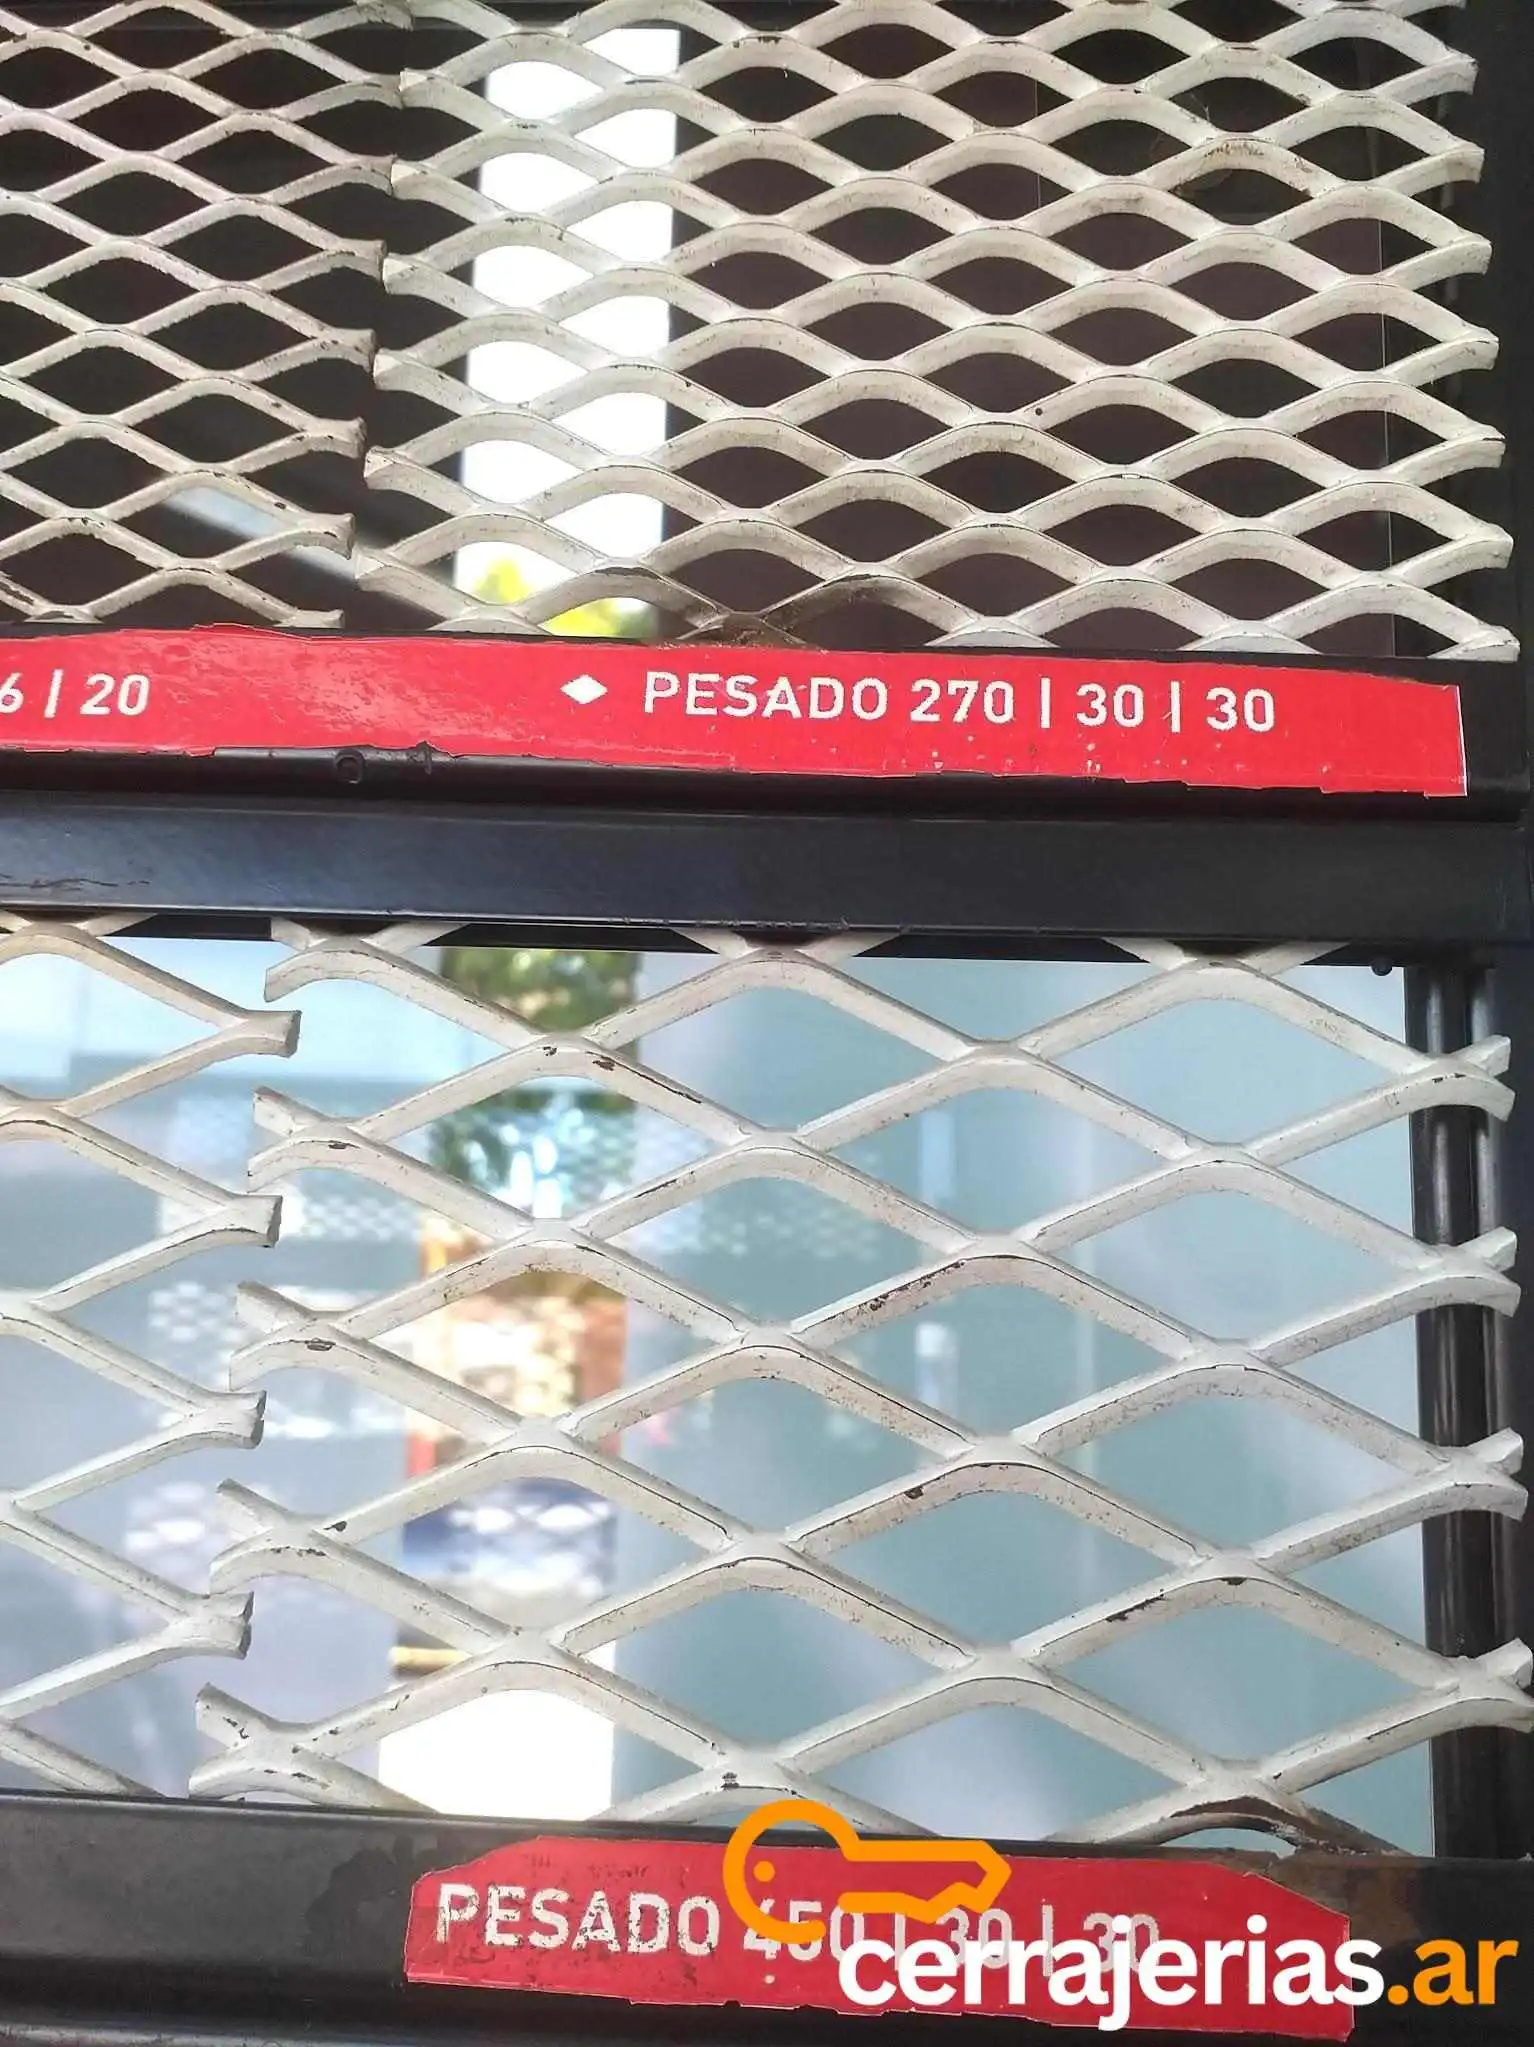 6 | 20
PESADO 270 | 30 | 30
PESADO 450 | 30 | 30
cerrajerias.ar